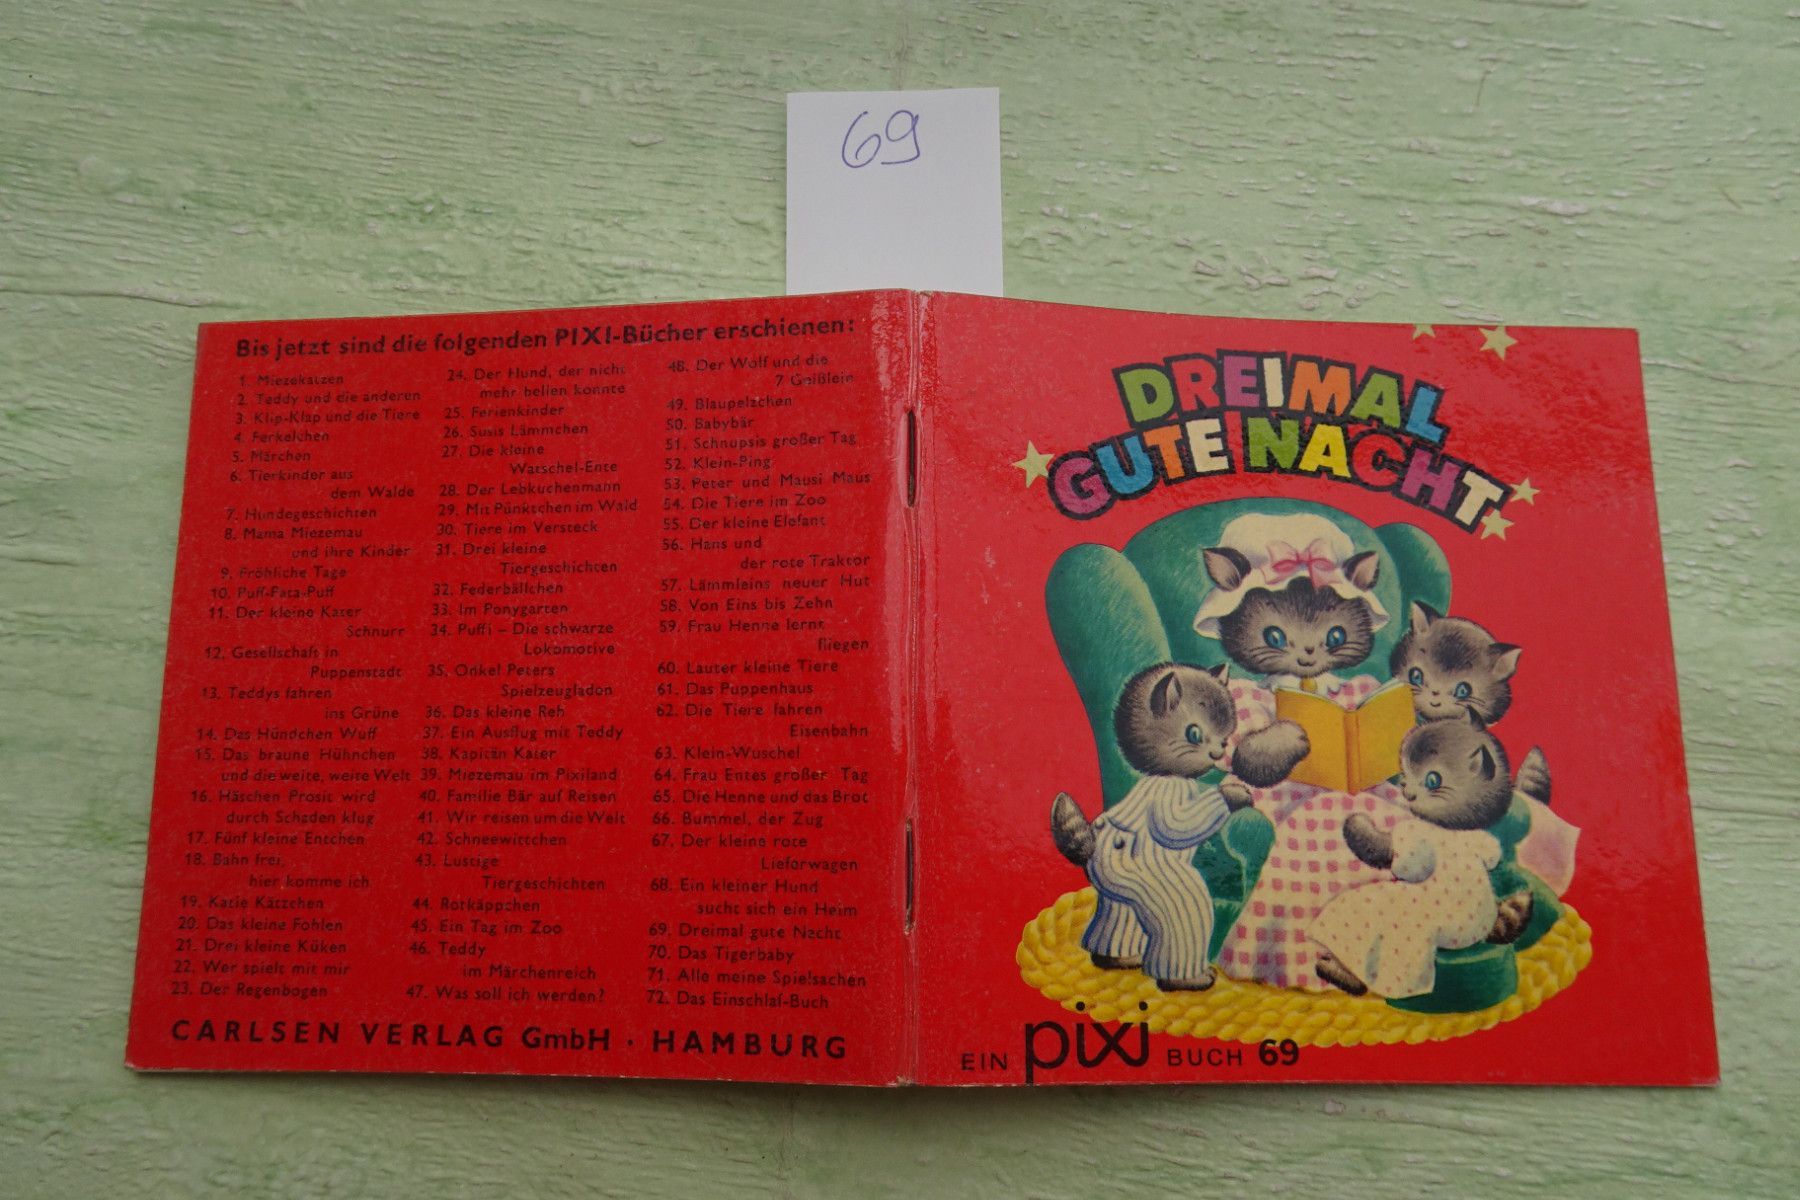 69
Bis jetzt sind die folgenden PIXI-Bücher erschienen:
1. Miezekatzen
2. Teddy und die anderen
3. Klip-Klap und die Tiere
4. Ferkelchen
5. Märchen
6. Tierkinder aus
dem Walde
7. Hundegeschichten
8. Mama Miezemau
und ihre Kinder
9. Fröhliche Tage
10. Puff-Pata-Puff
11. Der kleine Kater
Schnurr
12. Gesellschaft in
Puppenstadt
13. Teddys fahren
ins Grüne
14. Das Hündchen Wuff
15. Das braune Hühnchen
und die weite, weite Welt
16. Häschen Prosit wird
durch Schaden klug
17. Fünf kleine Entchen
18. Bahn frei,
hier komme ich
19. Katie Kätzchen
20. Das kleine Fohlen
21. Drei kleine Küken
22. Wer spielt mit mir
23. Der Regenbogen
24. Der Hund, der nicht
mehr bellen konnte
25. Ferienkinder
26. Susis Lämmchen
27. Die kleine
Watschel-Ente
28. Der Lebkuchenmann
29. Mit Pünktchen im Wald
30. Tiere im Versteck
31. Drei kleine
Tiergeschichten
32. Federbällchen
33. Im Ponygarten
34. Puffi – Die schwarze
Lokomotive
35. Onkel Peters
Spielzeugladen
36. Das kleine Reh
37. Ein Ausflug mit Teddy
38. Kapitän Kater
39. Miezemau im Pixiland
40. Familie Bär auf Reisen
41. Wir reisen um die Welt
42. Schneewittchen
43. Lustige
Tiergeschichten
44. Rotkäppchen
45. Ein Tag im Zoo
46. Teddy
im Märchenreich
47. Was soll ich werden?
48. Der Wolf und die
7 Geißlein
49. Blaupelzchen
50. Babybär
51. Schnupsis großer Tag
52. Klein-Ping
53. Peter und Mausi Maus
54. Die Tiere im Zoo
55. Der kleine Elefant
56. Hans und
der rote Traktor
57. Lämmleins neuer Hut
58. Von Eins bis Zehn
59. Frau Henne lernt
fliegen
60. Lauter kleine Tiere
61. Das Puppenhaus
62. Die Tiere fahren
Eisenbahn
63. Klein-Wuschel
64. Frau Entes großer Tag
65. Die Henne und das Brot
66. Bummel, der Zug
67. Der kleine rote
Lieferwagen
68. Ein kleiner Hund
sucht sich ein Heim
69. Dreimal gute Nacht
70. Das Tigerbaby
71. Alle meine Spielsachen
72. Das Einschlaf-Buch
CARLSEN VERLAG GmbH · HAMBURG
DREIMAL
GUTE NACHT
EIN pixi BUCH 69